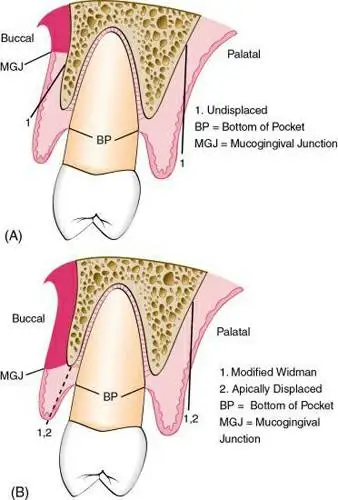 Buccal
MGJ
Palatal
1
BP
1
1. Undisplaced
BP = Bottom of Pocket
MGJ = Mucogingival Junction
(A)
Buccal
Palatal
MGJ
BP
1,2
1,2
1. Modified Widman
2. Apically Displaced
BP = Bottom of Pocket
MGJ = Mucogingival
Junction
(B)